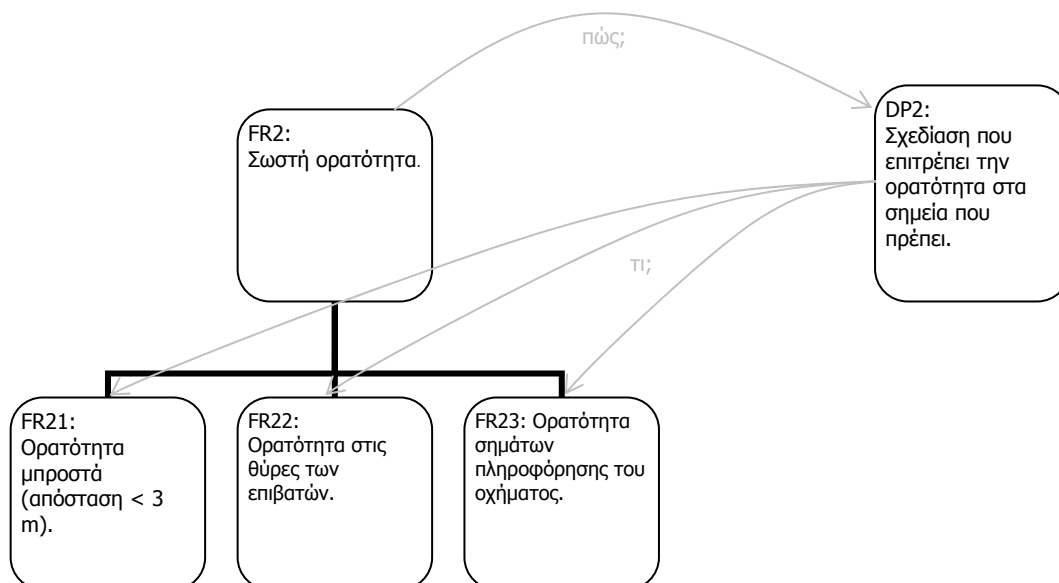 πώς;
FR2:
Σωστή ορατότητα.
DP2:
Σχεδίαση που
επιτρέπει την
ορατότητα στα
σημεία που
πρέπει.
τι;
FR21:
Ορατότητα
μπροστά
(απόσταση < 3
m).
FR22:
Ορατότητα στις
θύρες των
επιβατών.
FR23: Ορατότητα
σημάτων
πληροφόρησης του
οχήματος.